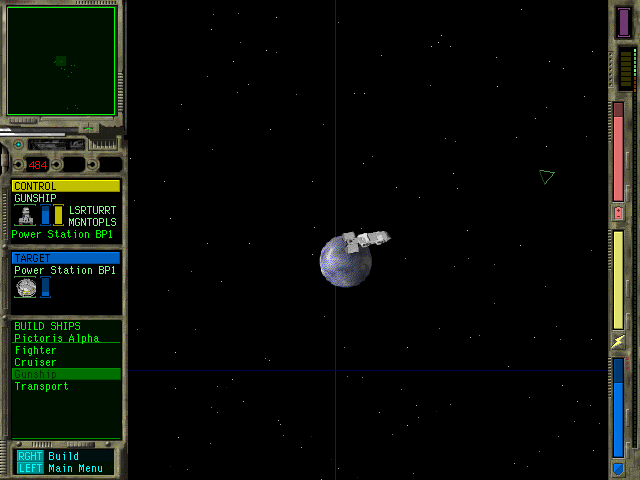 484
CONTROL
GUNSHIP
LSRTURRT
MGNTOPLS
Power Station BP1
TARGET
Power Station BP1
BUILD SHIPS
Pictoris Alpha
Fighter
Cruiser
Gunship
Transport
RGHT Build
LEFT Main Menu